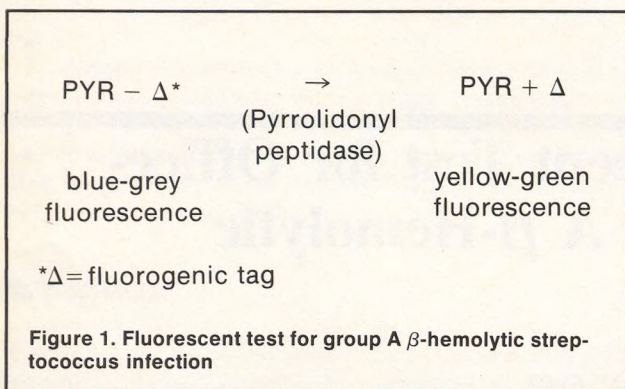 PYR − Δ* → PYR + Δ
(Pyrrolidonyl
peptidase)
blue-grey
fluorescence
yellow-green
fluorescence
*Δ=fluorogenic tag
Figure 1. Fluorescent test for group A β-hemolytic strep-
tococcus infection